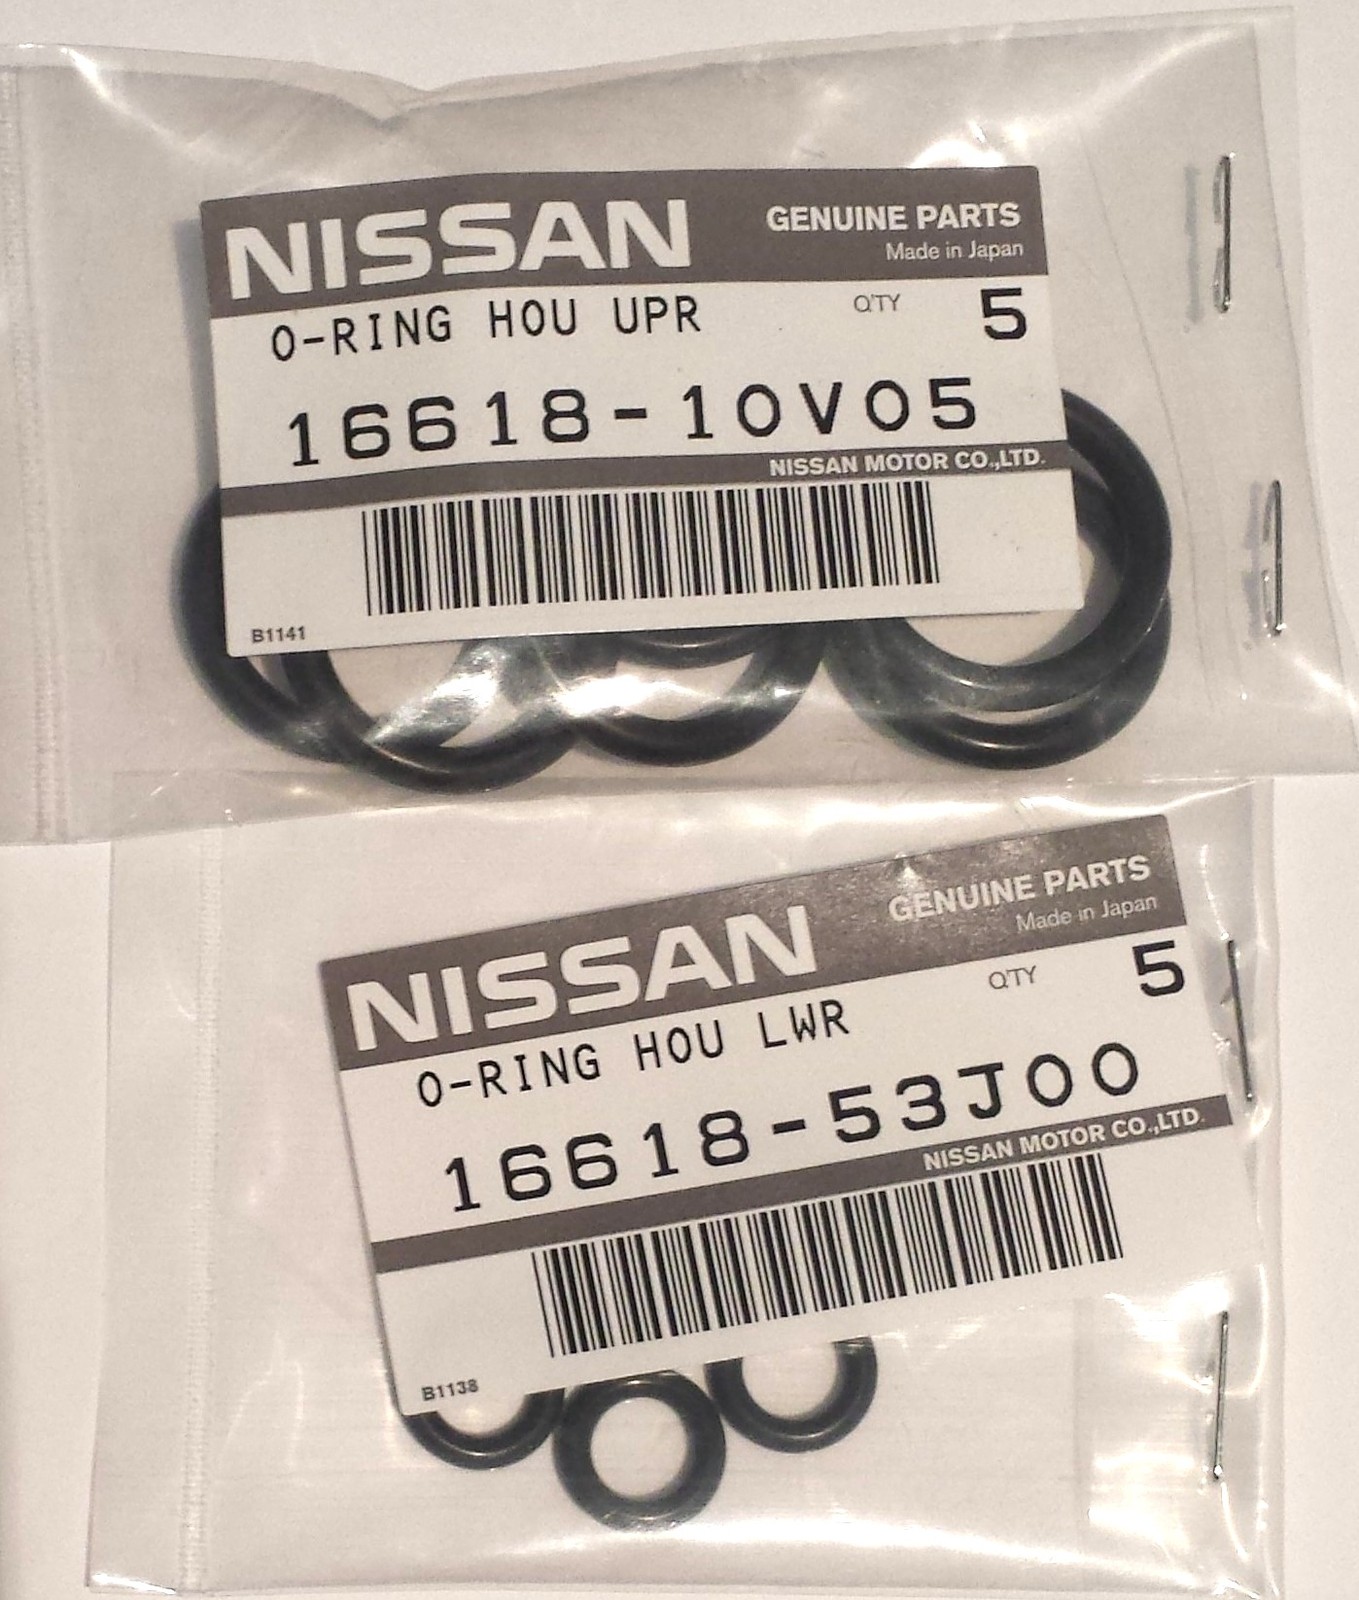 NISSAN GENUINE PARTS
Made in Japan
O-RING HOU UPR Q'TY 5
16618-10V05
NISSAN MOTOR CO.,LTD.
B1141
NISSAN GENUINE PARTS
Made in Japan
O-RING HOU LWR Q'TY 5
16618-53J00
NISSAN MOTOR CO.,LTD.
B1138